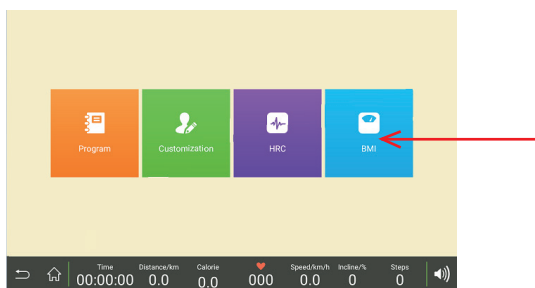 Program Customization HRC BMI
Time Distance/km Calorie Speed/km/h Incline/% Steps
00:00:00 0.0 0.0 000 0.0 0 0